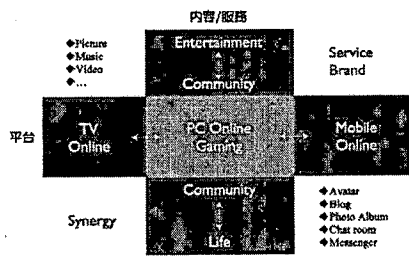 内容/服務
◆Picture
◆Music
◆Video
◆...
Entertainment
Community
Service
Brand
平台
TV
Online
PC Online
Gaming
Mobile
Online
Community
Life
Synergy
◆Avatar
◆Blog
◆Photo Album
◆Chat room
◆Messenger